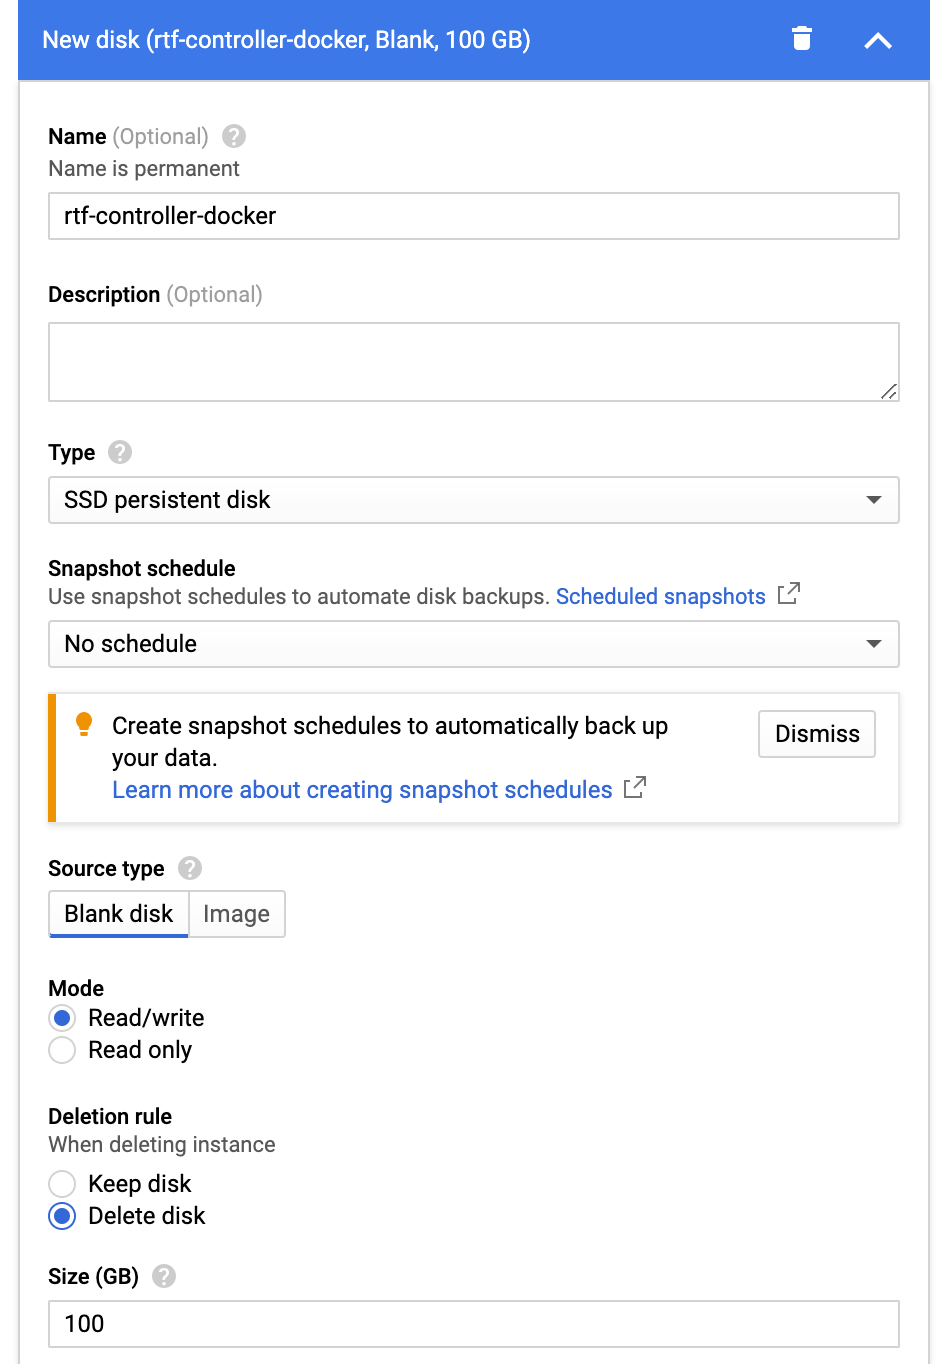 New disk (rtf-controller-docker, Blank, 100 GB)
Name (Optional) ?
Name is permanent
rtf-controller-docker
Description (Optional)
Type ?
SSD persistent disk
Snapshot schedule
Use snapshot schedules to automate disk backups. Scheduled snapshots
No schedule
Create snapshot schedules to automatically back up
your data.
Learn more about creating snapshot schedules
Dismiss
Source type ?
Blank disk Image
Mode
Read/write
Read only
Deletion rule
When deleting instance
Keep disk
Delete disk
Size (GB) ?
100